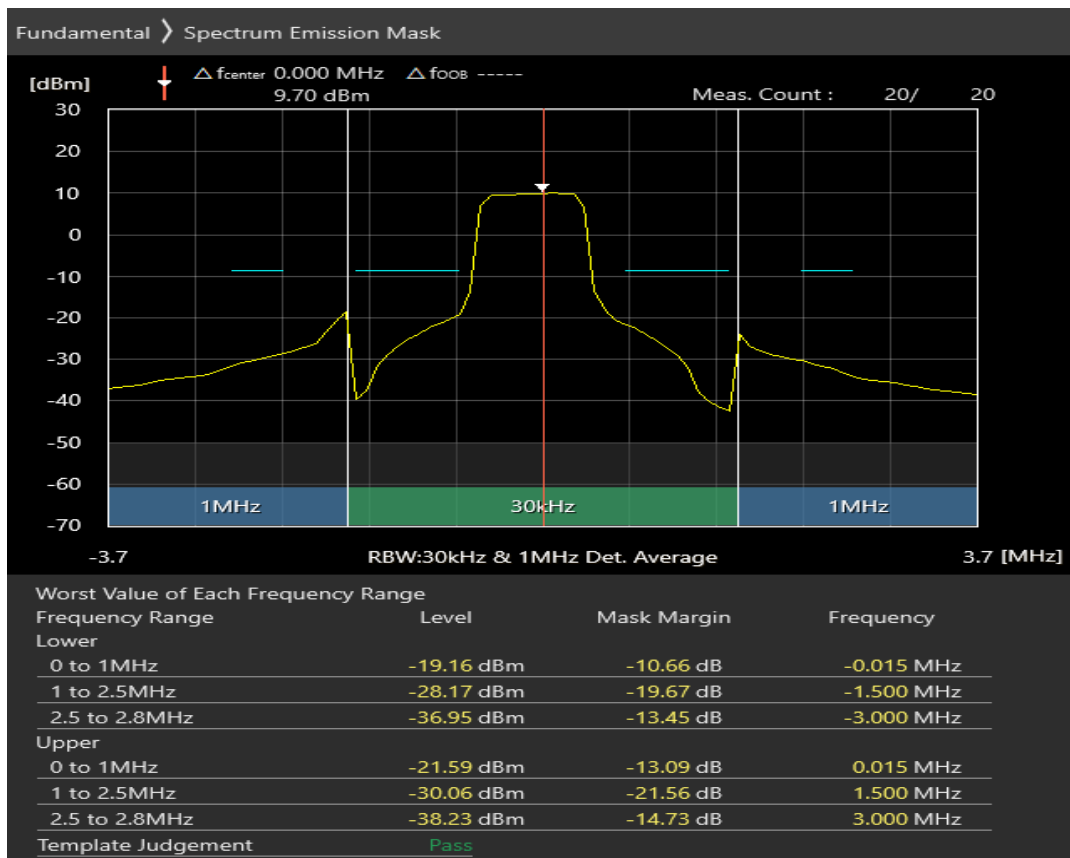 Fundamental 〉 Spectrum Emission Mask
[dBm] △ fcenter 0.000 MHz △ fOOB -----
9.70 dBm Meas. Count : 20/ 20
30
20
10
0
-10
-20
-30
-40
-50
-60
1MHz 30kHz 1MHz
-70
-3.7 RBW:30kHz & 1MHz Det. Average 3.7 [MHz]
Worst Value of Each Frequency Range
Frequency Range Level Mask Margin Frequency
Lower
0 to 1MHz -19.16 dBm -10.66 dB -0.015 MHz
1 to 2.5MHz -28.17 dBm -19.67 dB -1.500 MHz
2.5 to 2.8MHz -36.95 dBm -13.45 dB -3.000 MHz
Upper
0 to 1MHz -21.59 dBm -13.09 dB 0.015 MHz
1 to 2.5MHz -30.06 dBm -21.56 dB 1.500 MHz
2.5 to 2.8MHz -38.23 dBm -14.73 dB 3.000 MHz
Template Judgement Pass